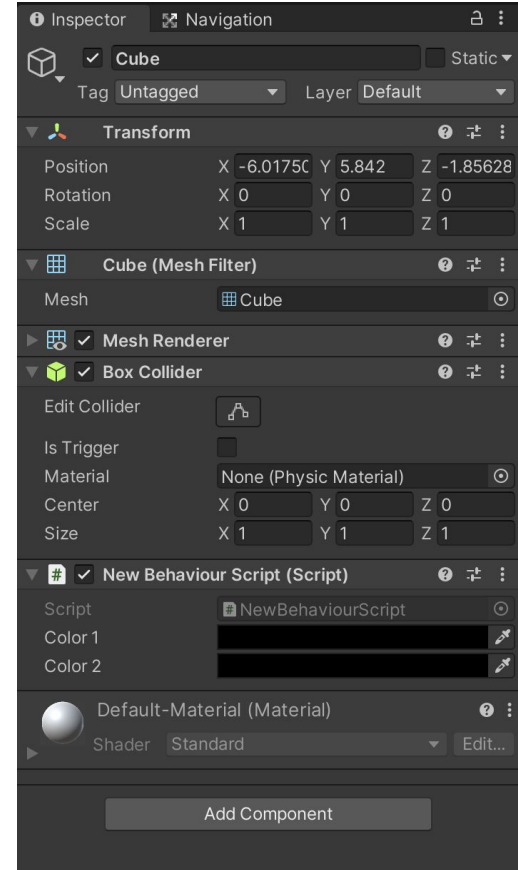 Inspector Navigation
Cube Static
Tag Untagged Layer Default
Transform
Position X -6.01750 Y 5.842 Z -1.85628
Rotation X 0 Y 0 Z 0
Scale X 1 Y 1 Z 1
Cube (Mesh Filter)
Mesh Cube
Mesh Renderer
Box Collider
Edit Collider
Is Trigger
Material None (Physic Material)
Center X 0 Y 0 Z 0
Size X 1 Y 1 Z 1
# New Behaviour Script (Script)
Script # NewBehaviourScript
Color 1
Color 2
Default-Material (Material)
Shader Standard Edit...
Add Component